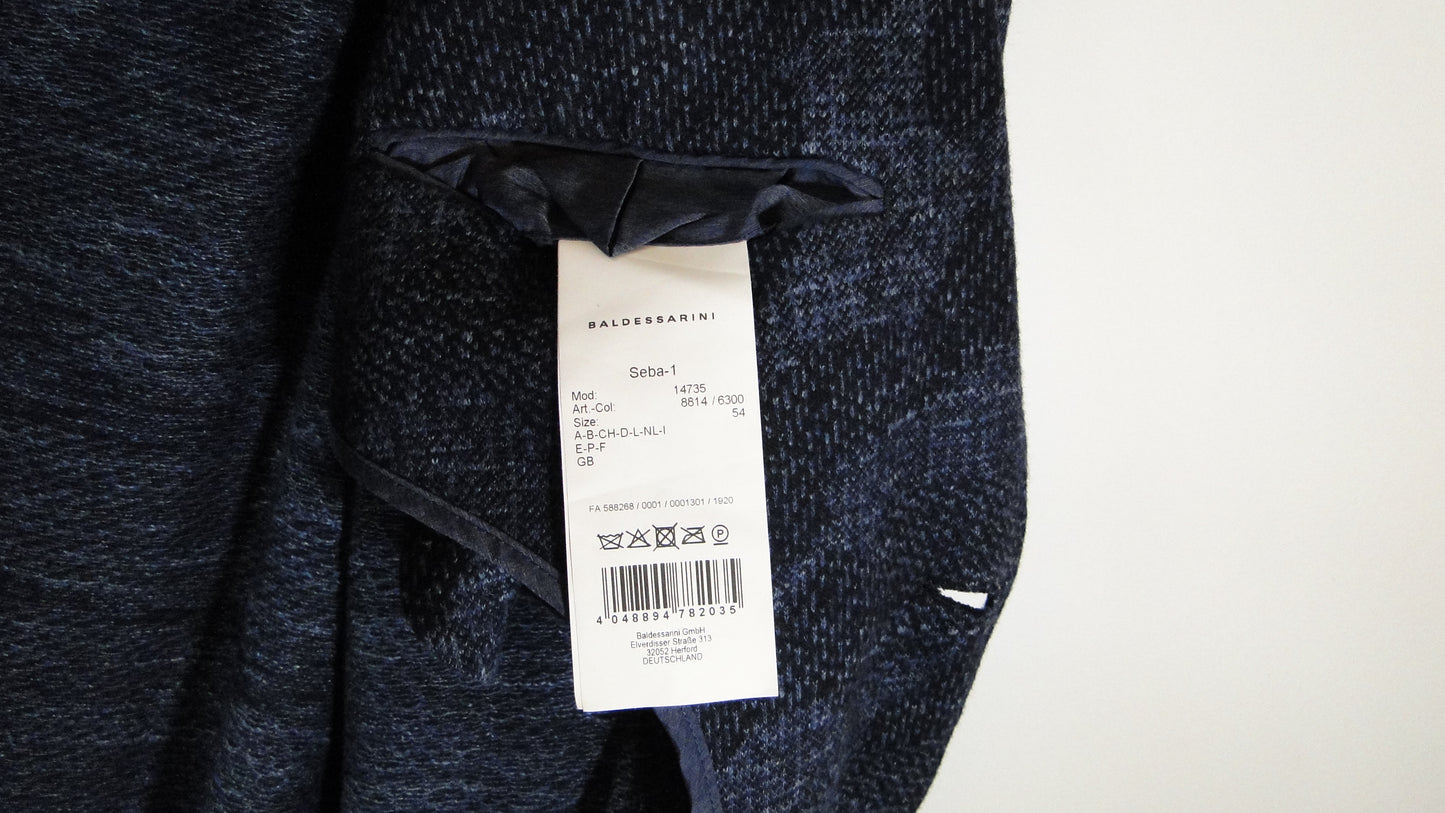 BALDESSARINI
Seba-1
Mod: 14735
Art.-Col: 8814 / 6300
Size: 54
A-B-CH-D-L-NL-I
E-P-F
GB
FA 588268 / 0001 / 0001301 / 1920
P
4 048894 782035
Baldessarini GmbH
Elverdisser Straße 313
32052 Herford
DEUTSCHLAND